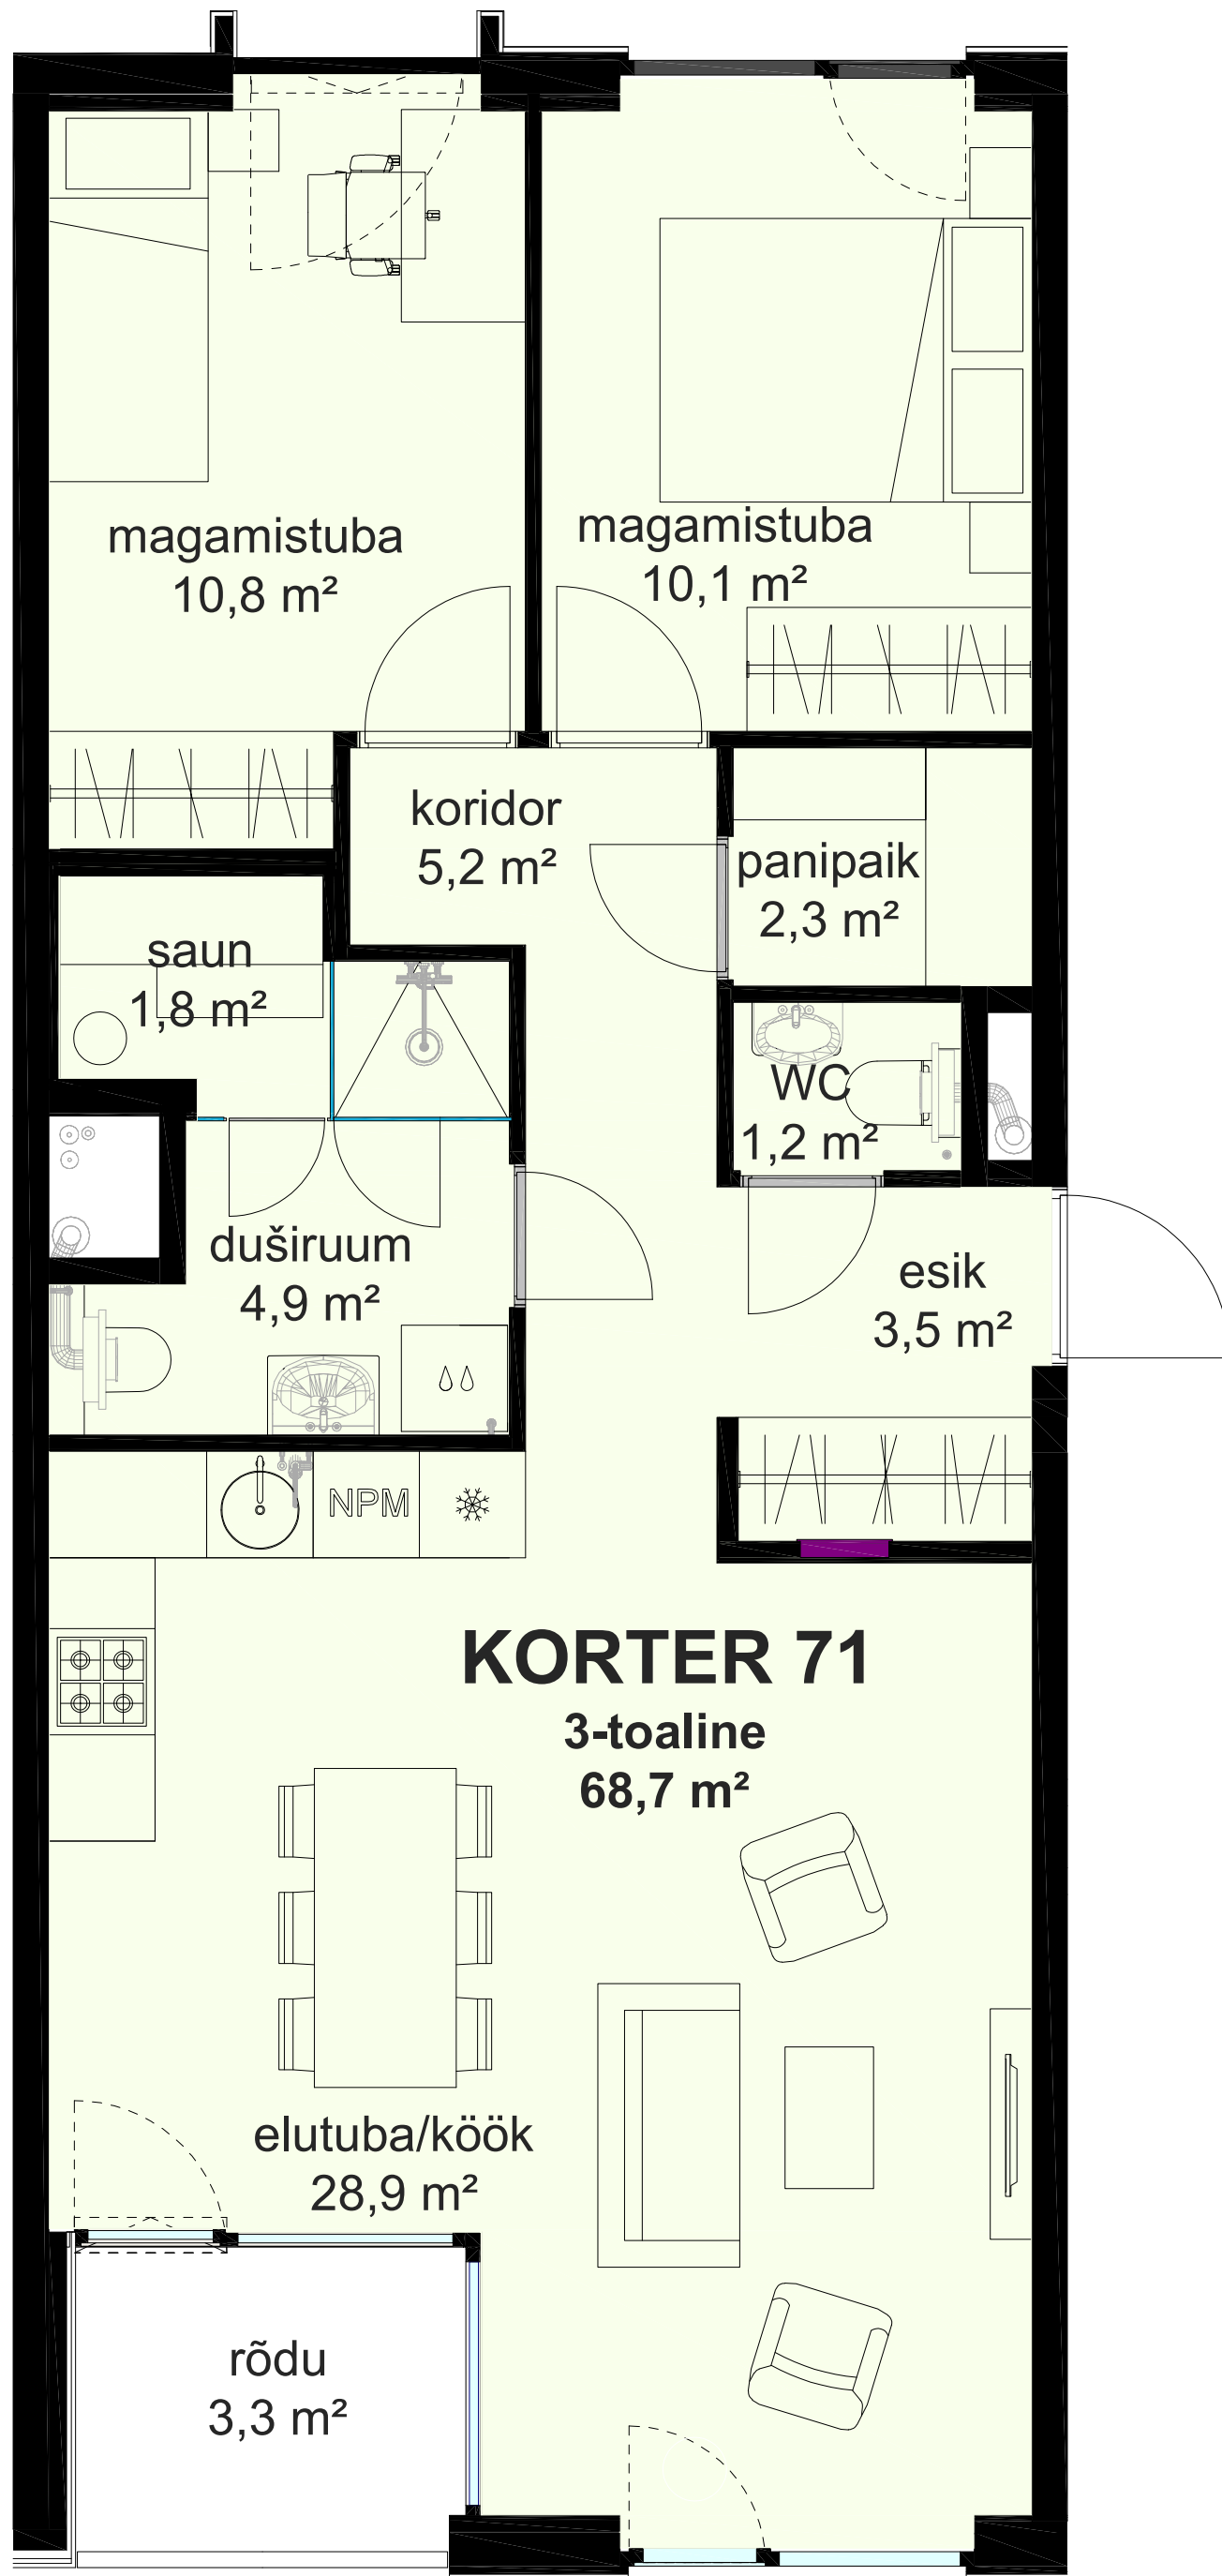 magamistuba
10,8 m²
magamistuba
10,1 m²
koridor
5,2 m²
panipaik
2,3 m²
saun
1,8 m²
WC
1,2 m²
duširuum
4,9 m²
esik
3,5 m²
NPM
KORTER 71
3-toaline
68,7 m²
elutuba/köök
28,9 m²
rõdu
3,3 m²